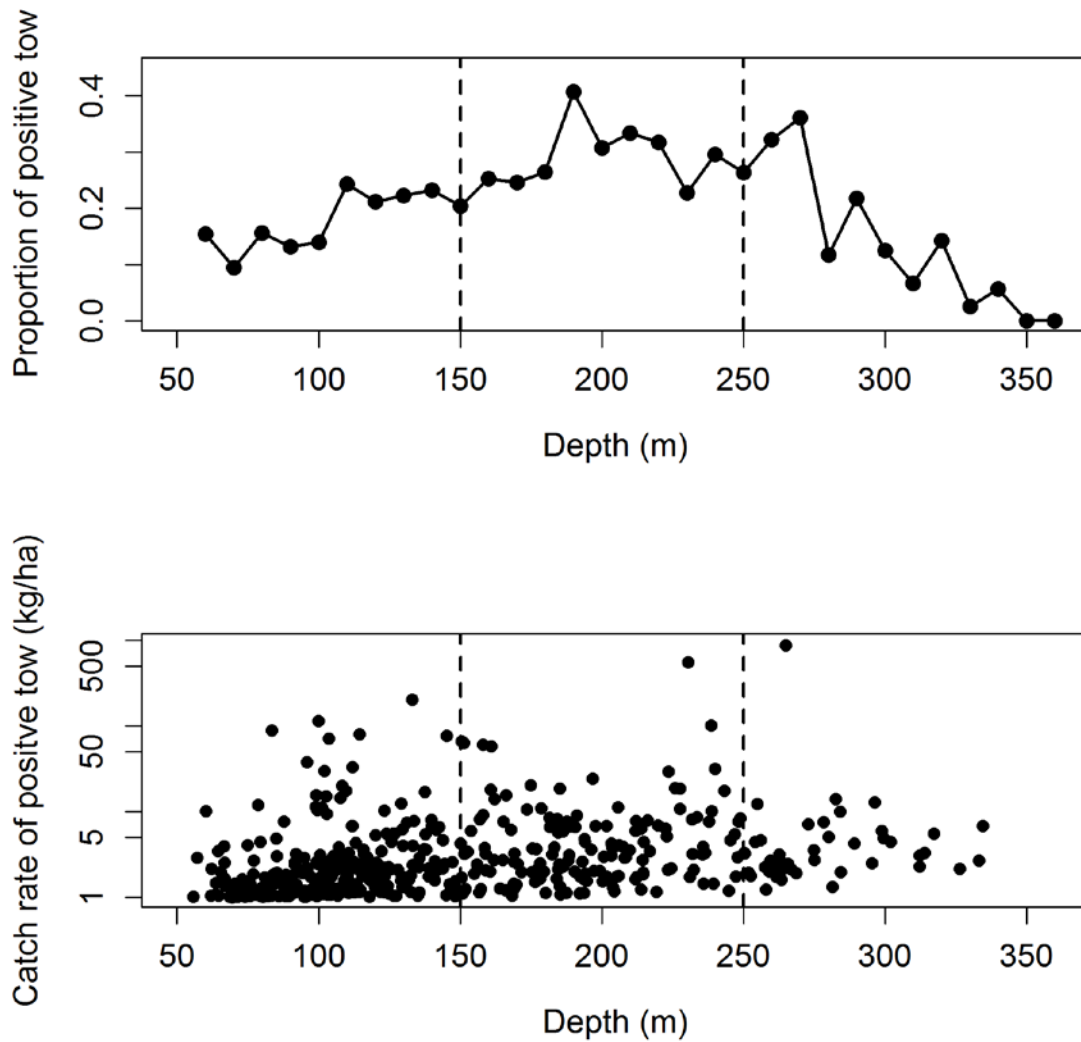 Proportion of positive tow
0.4
0.2
0.0
50 100 150 200 250 300 350
Depth (m)
Catch rate of positve tow (kg/ha)
500
50
5
1
50 100 150 200 250 300 350
Depth (m)